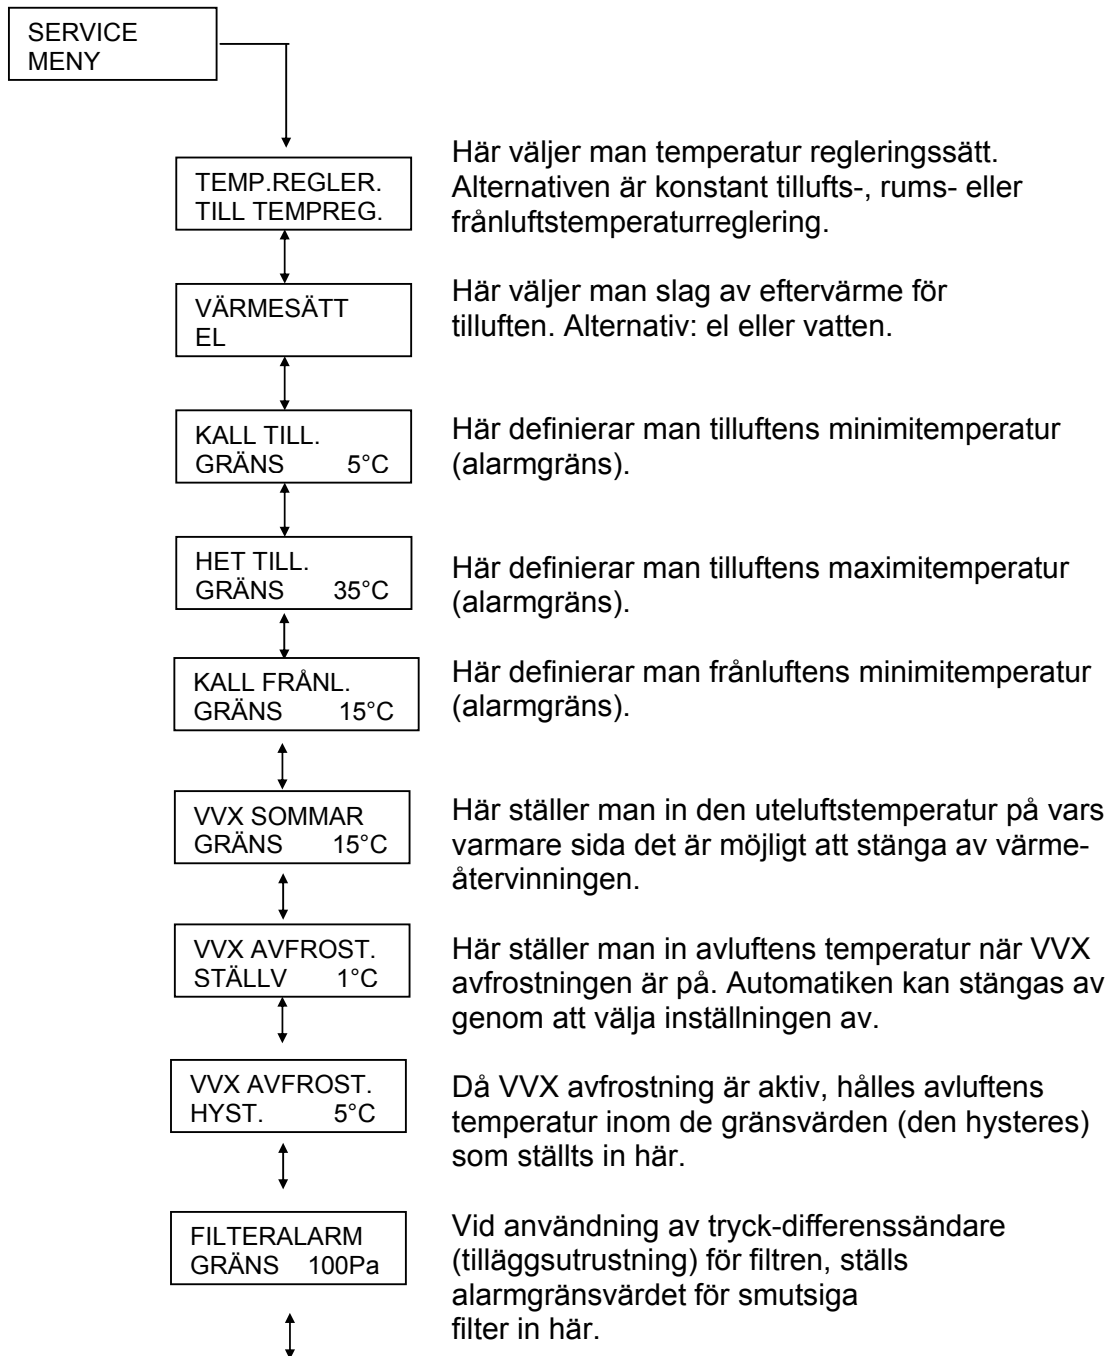 SERVICE
MENY
TEMP.REGLER.
TILL TEMPREG.
Här väljer man temperatur regleringssätt.
Alternativen är konstant tillufts-, rums- eller
frånluftstemperaturreglering.
VÄRMESÄTT
EL
Här väljer man slag av eftervärme för
tilluften. Alternativ: el eller vatten.
KALL TILL.
GRÄNS 5°C
Här definierar man tilluftens minimitemperatur
(alarmgräns).
HET TILL.
GRÄNS 35°C
Här definierar man tilluftens maximitemperatur
(alarmgräns).
KALL FRÅNL.
GRÄNS 15°C
Här definierar man frånluftens minimitemperatur
(alarmgräns).
VVX SOMMAR
GRÄNS 15°C
Här ställer man in den uteluftstemperatur på vars
varmare sida det är möjligt att stänga av värme-
återvinningen.
VVX AVFROST.
STÄLLV 1°C
Här ställer man in avluftens temperatur när VVX
avfrostningen är på. Automatiken kan stängas av
genom att välja inställningen av.
VVX AVFROST.
HYST. 5°C
Då VVX avfrostning är aktiv, hålles avluftens
temperatur inom de gränsvärden (den hysteres)
som ställts in här.
FILTERALARM
GRÄNS 100Pa
Vid användning av tryck-differenssändare
(tilläggsutrustning) för filtren, ställs
alarmgränsvärdet för smutsiga
filter in här.